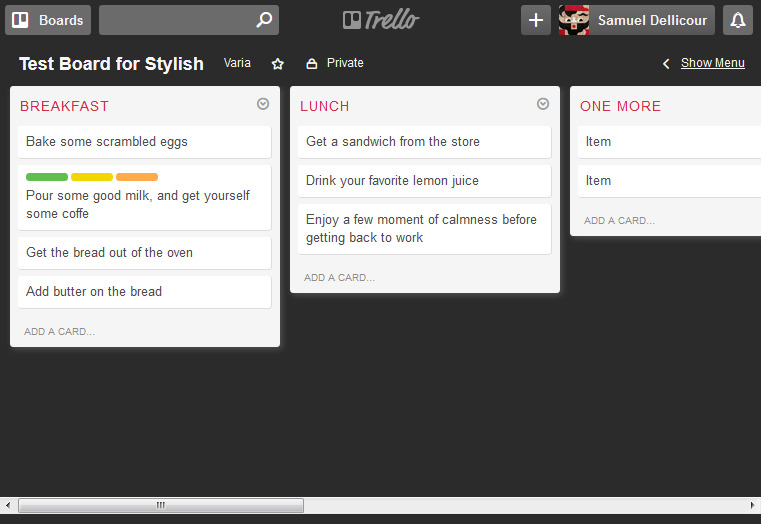 Boards
Trello
Samuel Dellicour
Test Board for Stylish
Varia
Private
Show Menu
BREAKFAST
Bake some scrambled eggs
Pour some good milk, and get yourself
some coffe
Get the bread out of the oven
Add butter on the bread
ADD A CARD...
LUNCH
Get a sandwich from the store
Drink your favorite lemon juice
Enjoy a few moment of calmness before
getting back to work
ADD A CARD...
ONE MORE
Item
Item
ADD A CARD...